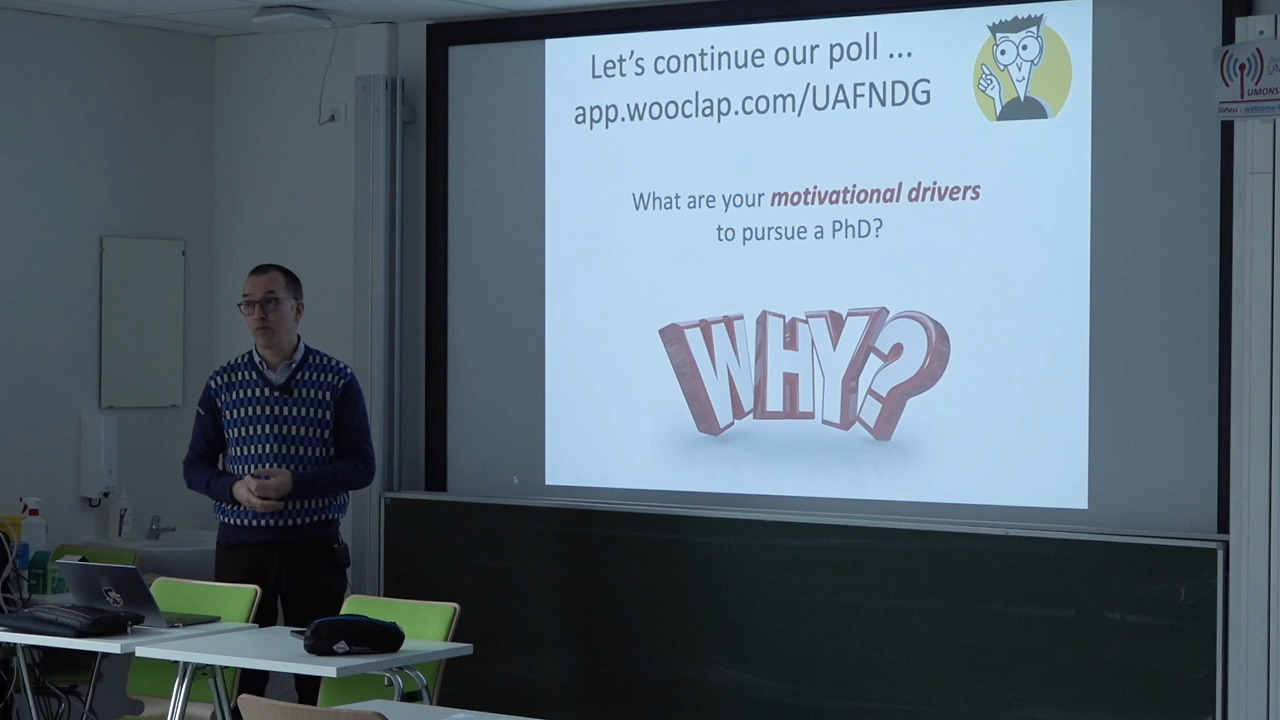 Let's continue our poll ...
app.wooclap.com/UAFNDG
What are your motivational drivers
to pursue a PhD?
WHY?
UMONS